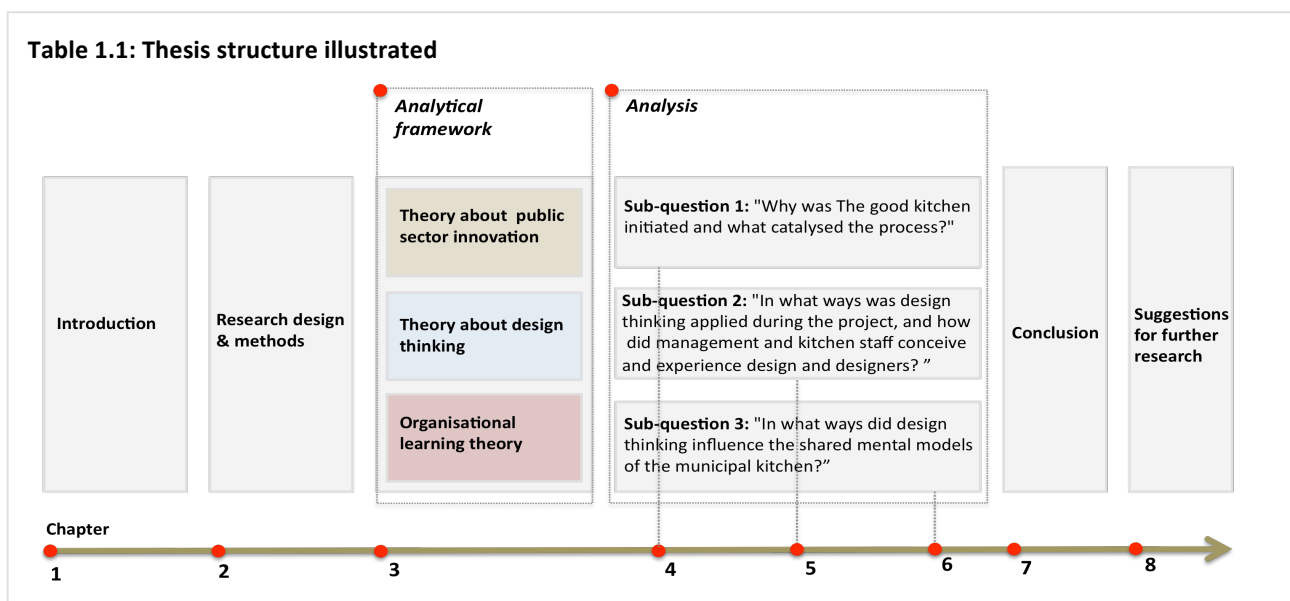 Table 1.1: Thesis structure illustrated
Analytical
framework
Analysis
Introduction
Research design
& methods
Theory about  public
sector innovation
Theory about design
thinking
Organisational
learning theory
Sub-question 1: "Why was The good kitchen
initiated and what catalysed the process?"
Sub-question 2: "In what ways was design
thinking applied during the project, and how
did management and kitchen staff conceive
and experience design and designers? ”
Sub-question 3: "In what ways did design
thinking influence the shared mental models
of the municipal kitchen?”
Conclusion
Suggestions
for further
research
Chapter
1
2
3
4
5
6
7
8